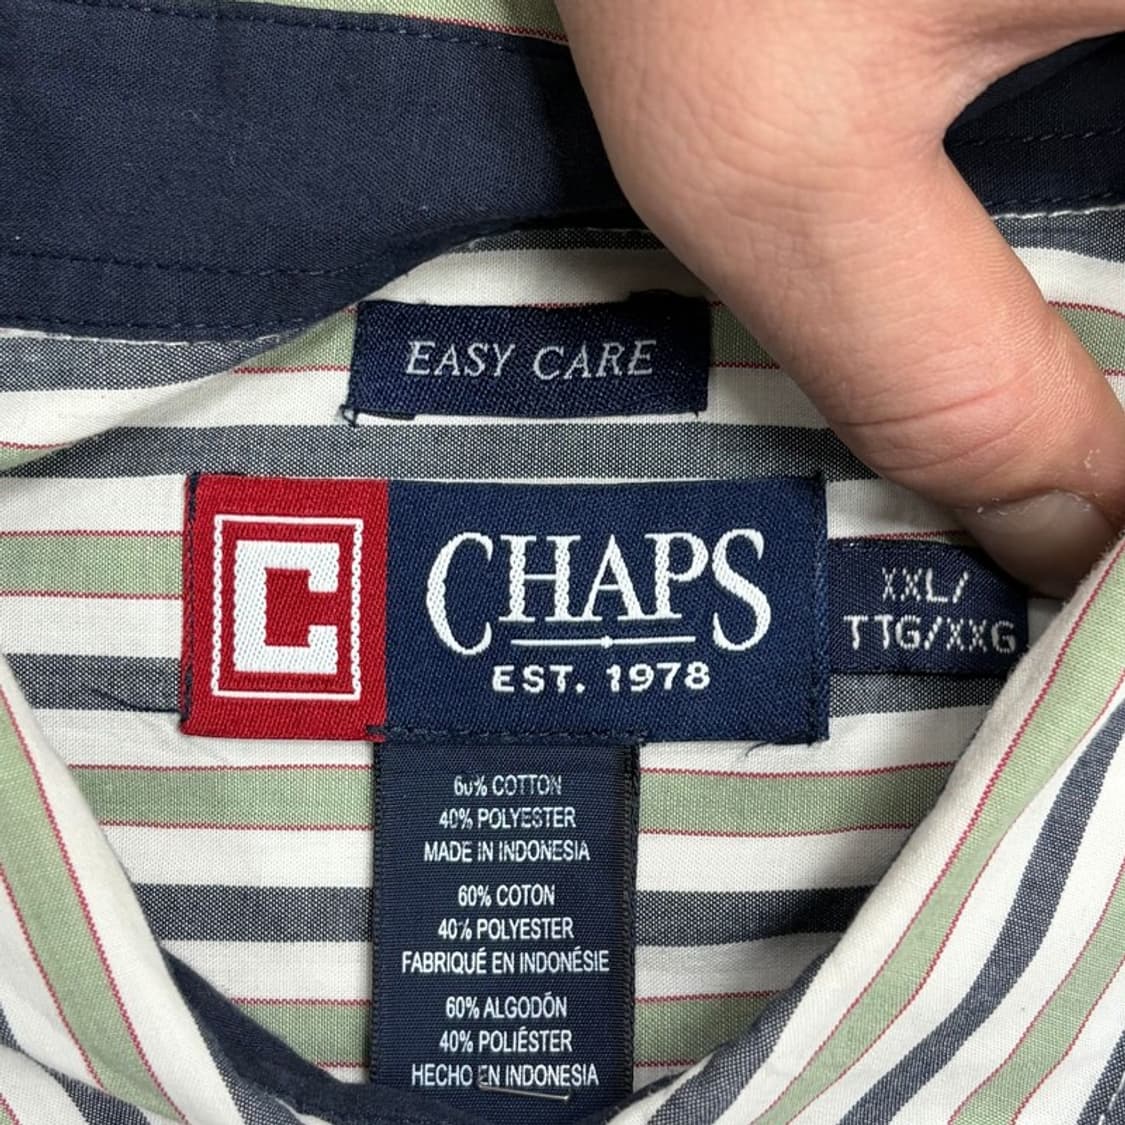 EASY CARE
C
CHAPS
EST. 1978
XXL/
TTG/XXG
60% COTTON
40% POLYESTER
MADE IN INDONESIA
60% COTON
40% POLYESTER
FABRIQUÉ EN INDONÉSIE
60% ALGODÓN
40% POLIÉSTER
HECHO EN INDONESIA